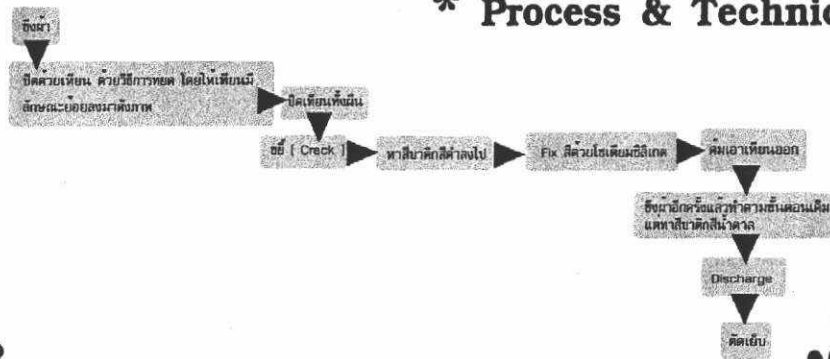 * Process & Technic
ขึงผ้า
ปิดด้วยเทียน ด้วยวิธีการหยด โดยให้เทียนมี
ลักษณะย้อยลงมาดังภาพ
ปิดเทียนทั้งผืน
ขยี้ [ Crack ]
ทาสีบาติกสีดำลงไป
Fix สีด้วยโซเดียมซิลิเกต
ต้มเอาเทียนออก
ขึงผ้าอีกครั้งแล้วทำตามขั้นตอนเดิม
แต่ทาสีบาติกสีน้ำตาล
Discharge
ตัดเย็บ